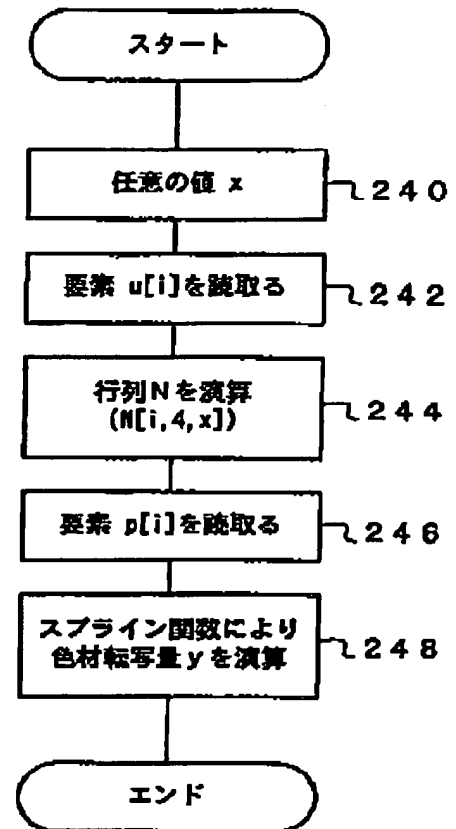 スタート
任意の値 x
240
要素 u[i]を読取る
242
行列Nを演算
(N[i,4,x])
244
要素 p[i]を読取る
246
スプライン関数により
色材転写量yを演算
248
エンド